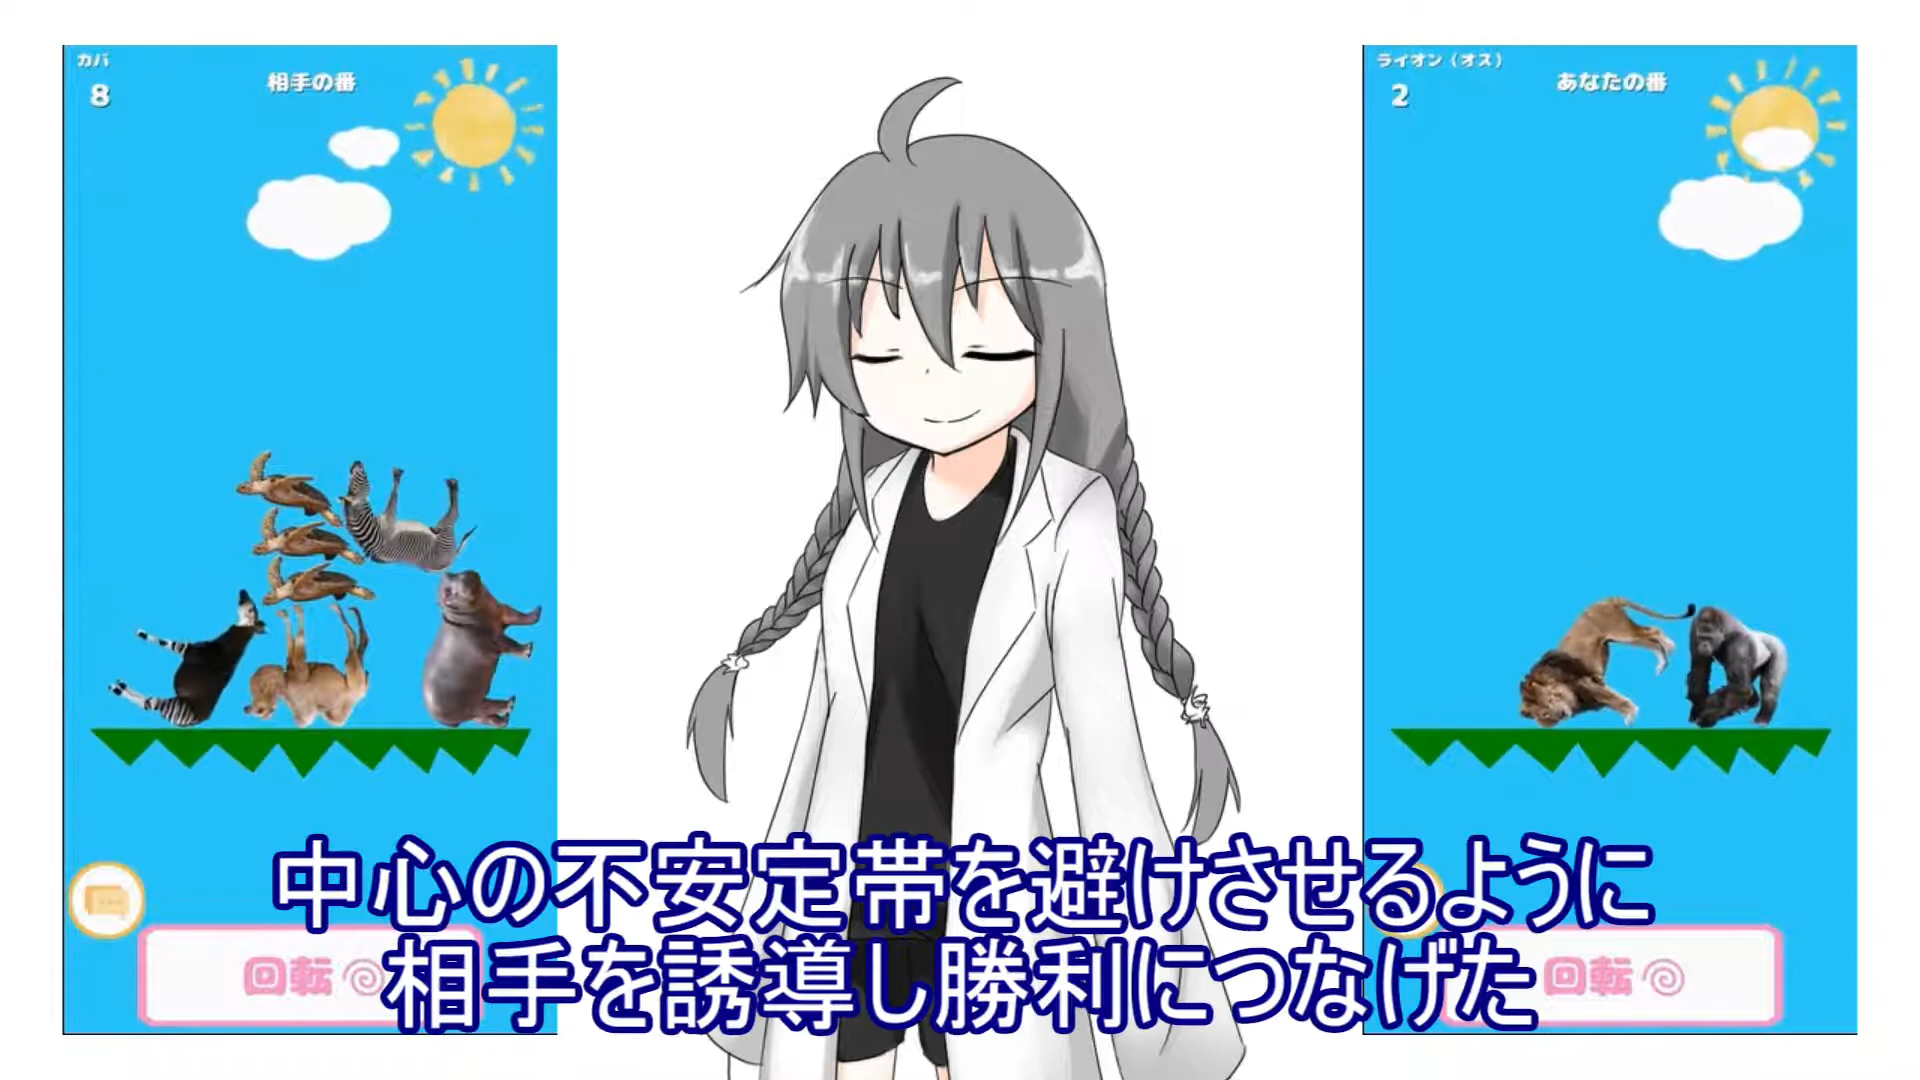 カバ
8
相手の番
ライオン（オス）
2
あなたの番
中心の不安定帯を避けさせるように
相手を誘導し勝利につなげた
回転
回転